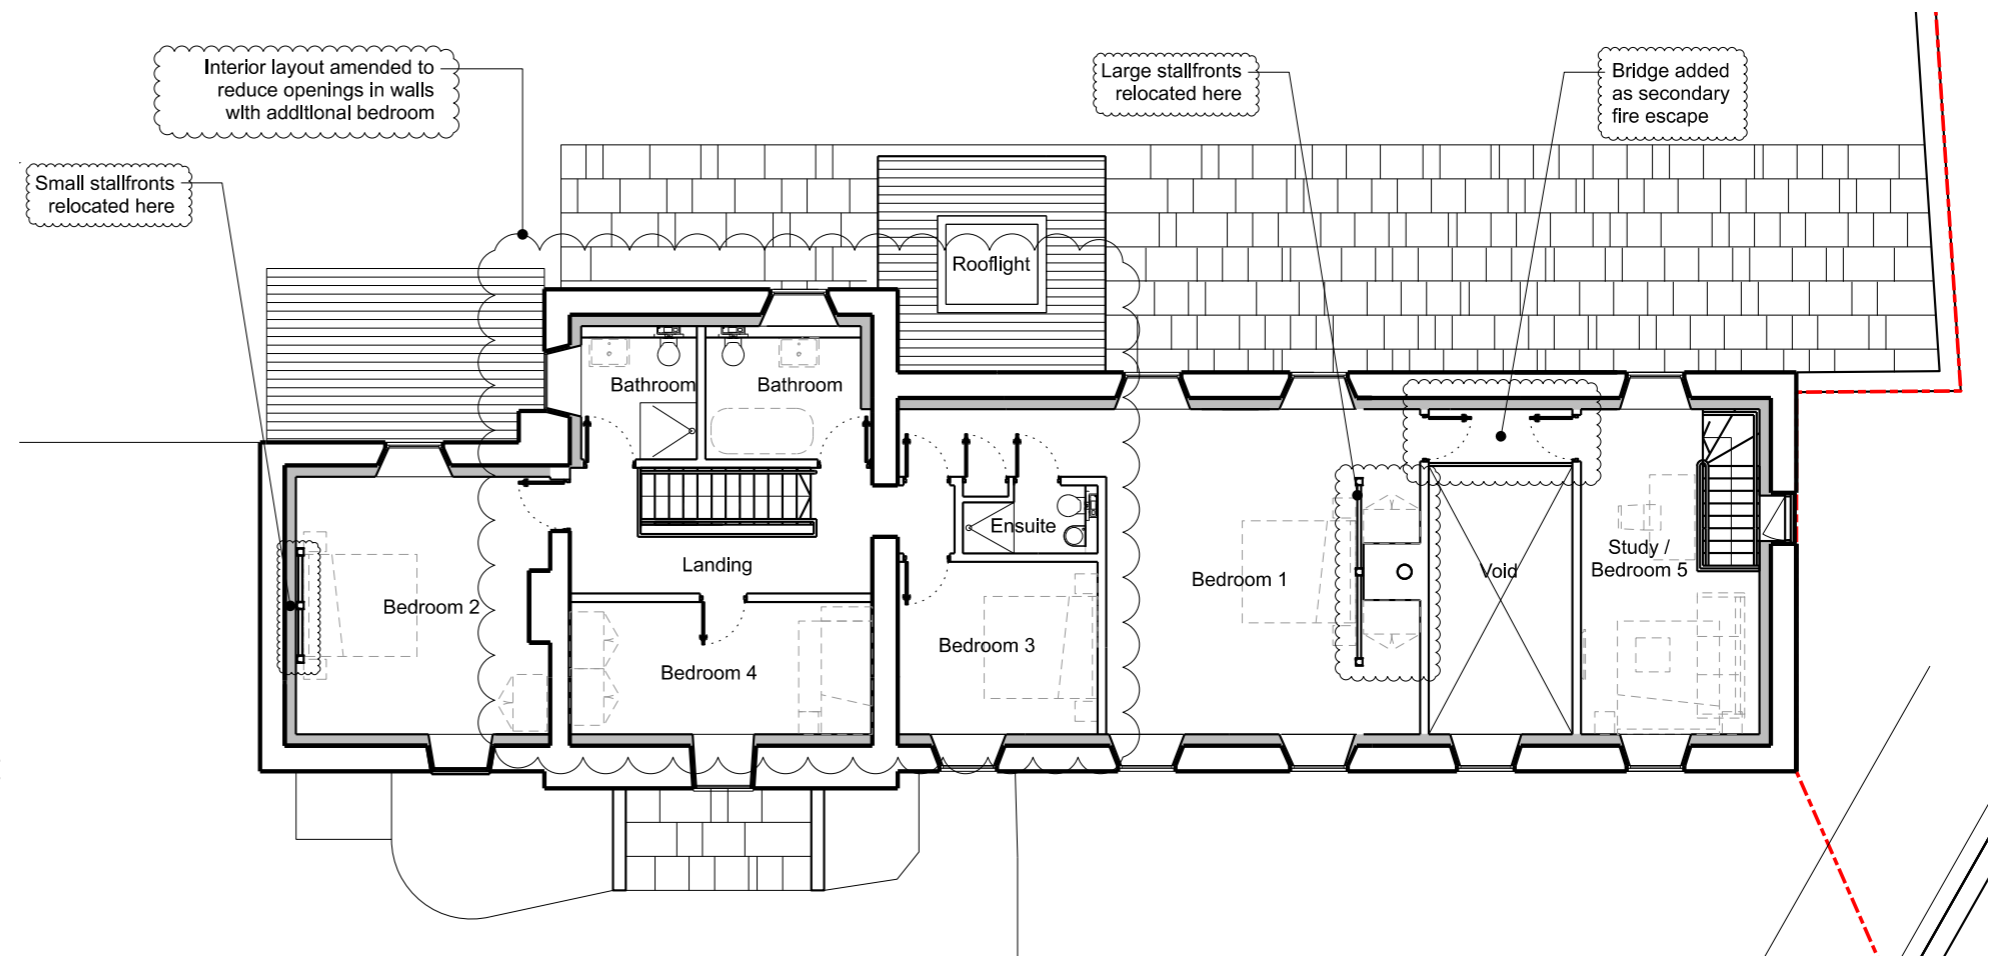 Interior layout amended to
reduce openings in walls
with additional bedroom
Large stallfronts
relocated here
Bridge added
as secondary
fire escape
Small stallfronts
relocated here
Rooflight
Bathroom
Bathroom
Ensuite
Landing
Study /
Bedroom 5
Void
Bedroom 1
Bedroom 2
Bedroom 3
Bedroom 4